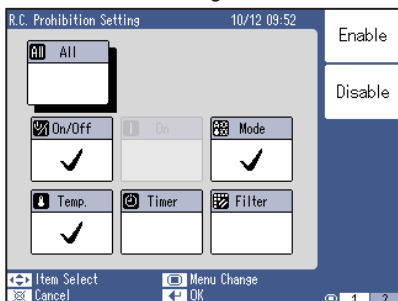 R.C. Prohibition Setting 10/12 09:52
Enable
All All
Disable
On/Off On Mode
Temp. Timer Filter
Item Select Menu Change
Cancel OK
1 2